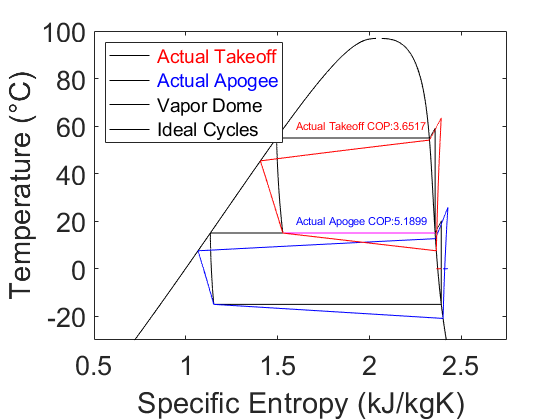 100
80
60
40
20
0
-20
Temperature (°C)
Actual Takeoff
Actual Apogee
Vapor Dome
Ideal Cycles
Actual Takeoff COP:3.6517
Actual Apogee COP:5.1899
0.5
1
1.5
2
2.5
Specific Entropy (kJ/kgK)